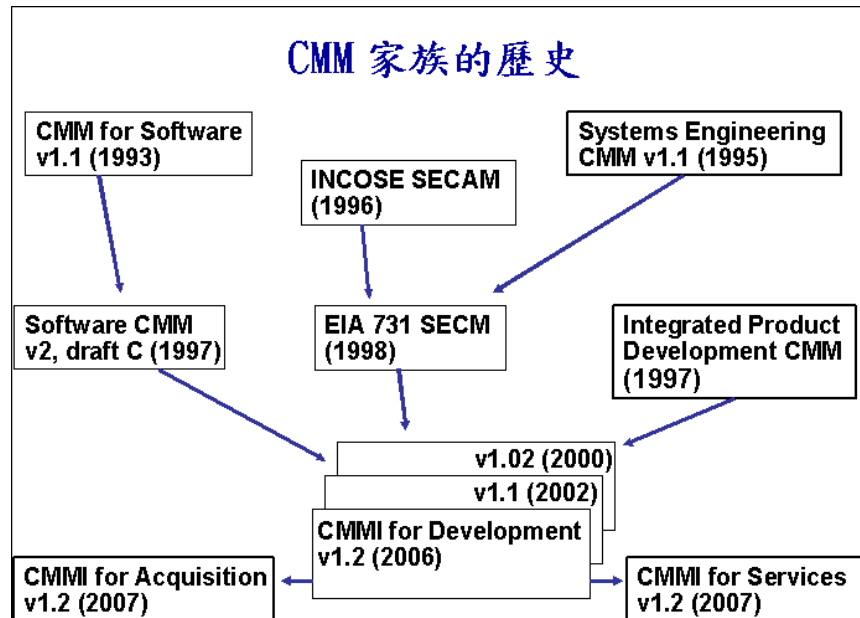 CMM 家族的歷史
CMM for Software
v1.1 (1993)
Systems Engineering
CMM v1.1 (1995)
INCOSE SECAM
(1996)
Software CMM
v2, draft C (1997)
EIA 731 SECM
(1998)
Integrated Product
Development CMM
(1997)
v1.02 (2000)
v1.1 (2002)
CMMI for Development
v1.2 (2006)
CMMI for Acquisition
v1.2 (2007)
CMMI for Services
v1.2 (2007)